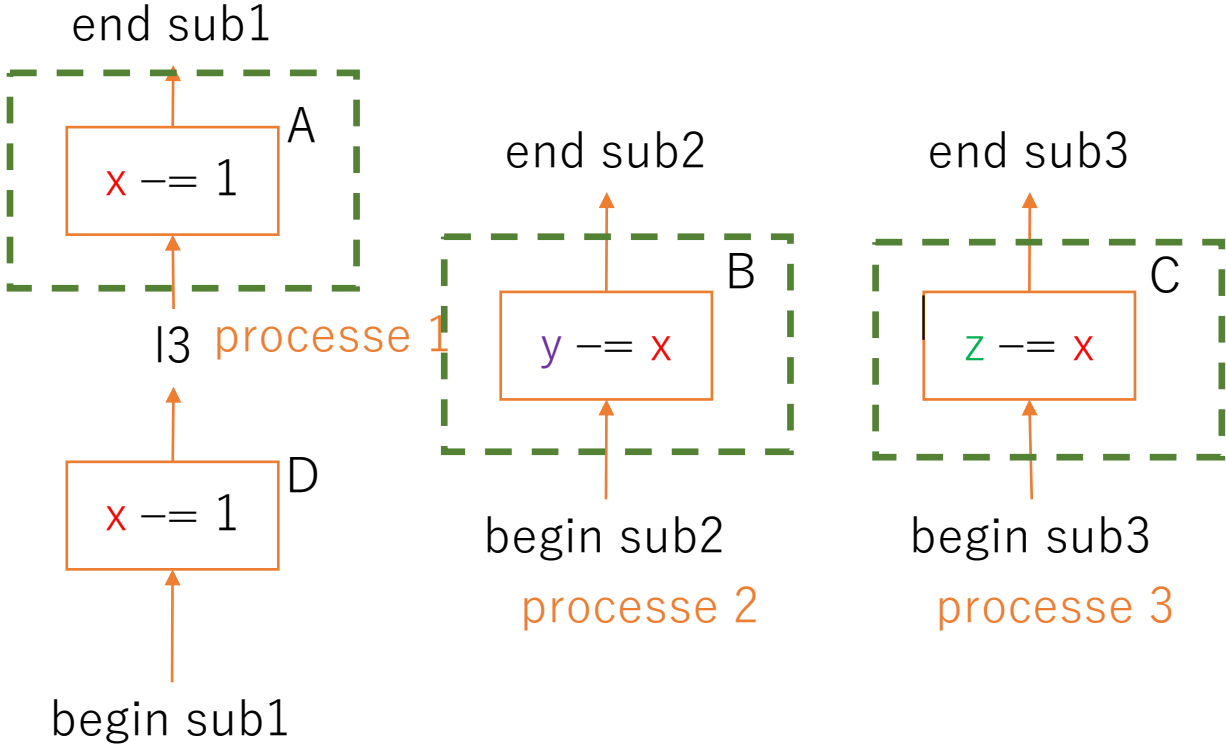 end sub1
A
x −= 1
l3
processe 1
D
x −= 1
begin sub1
end sub2
B
y −= x
begin sub2
processe 2
end sub3
C
z −= x
begin sub3
processe 3